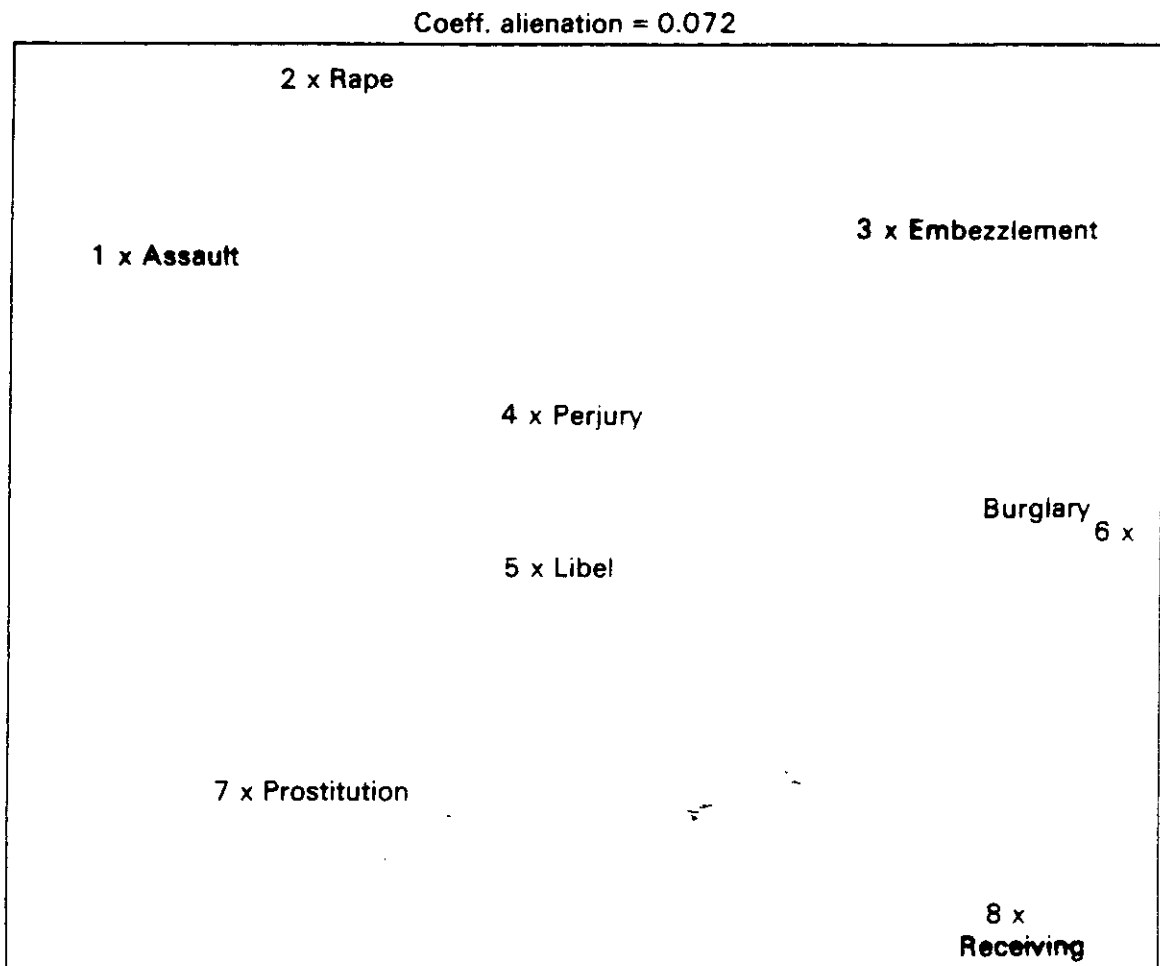 Coeff. alienation = 0.072
2 x Rape
3 x Embezzlement
1 x Assault
4 x Perjury
Burglary
6 x
5 x Libel
7 x Prostitution
8 x
Receiving